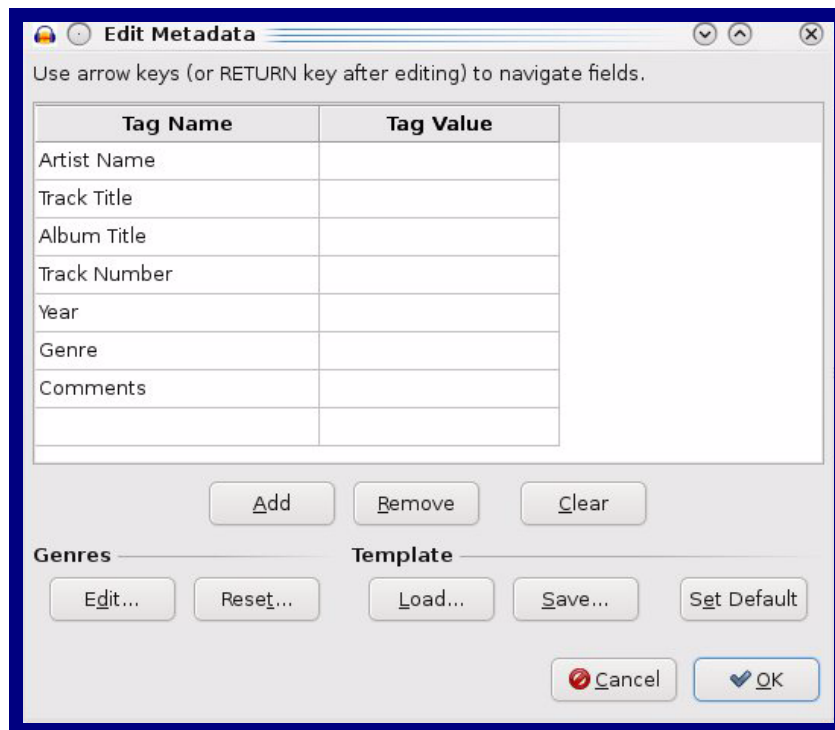 Edit Metadata
Use arrow keys (or RETURN key after editing) to navigate fields.
Tag Name Tag Value
Artist Name
Track Title
Album Title
Track Number
Year
Genre
Comments
Add Remove Clear
Genres Template
Edit... Reset... Load... Save... Set Default
Cancel OK